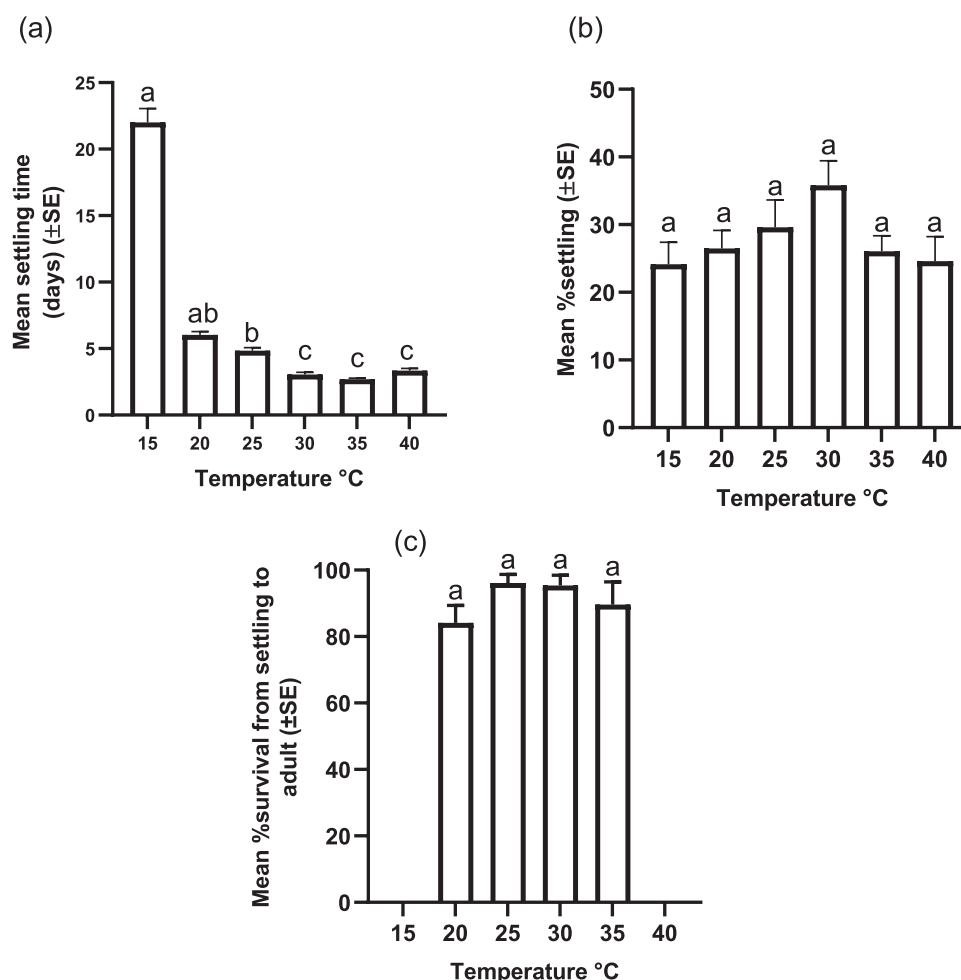 (a)
Mean settling time
(days) (±SE)
25
20
15
10
5
0
a
ab
b
c
c
c
15 20 25 30 35 40
Temperature °C
(b)
Mean %settling (±SE)
50
40
30
20
10
0
a
a
a
a
a
a
15 20 25 30 35 40
Temperature °C
(c)
Mean %survival from settling to
adult (±SE)
100
80
60
40
20
0
a
a
a
a
15 20 25 30 35 40
Temperature °C